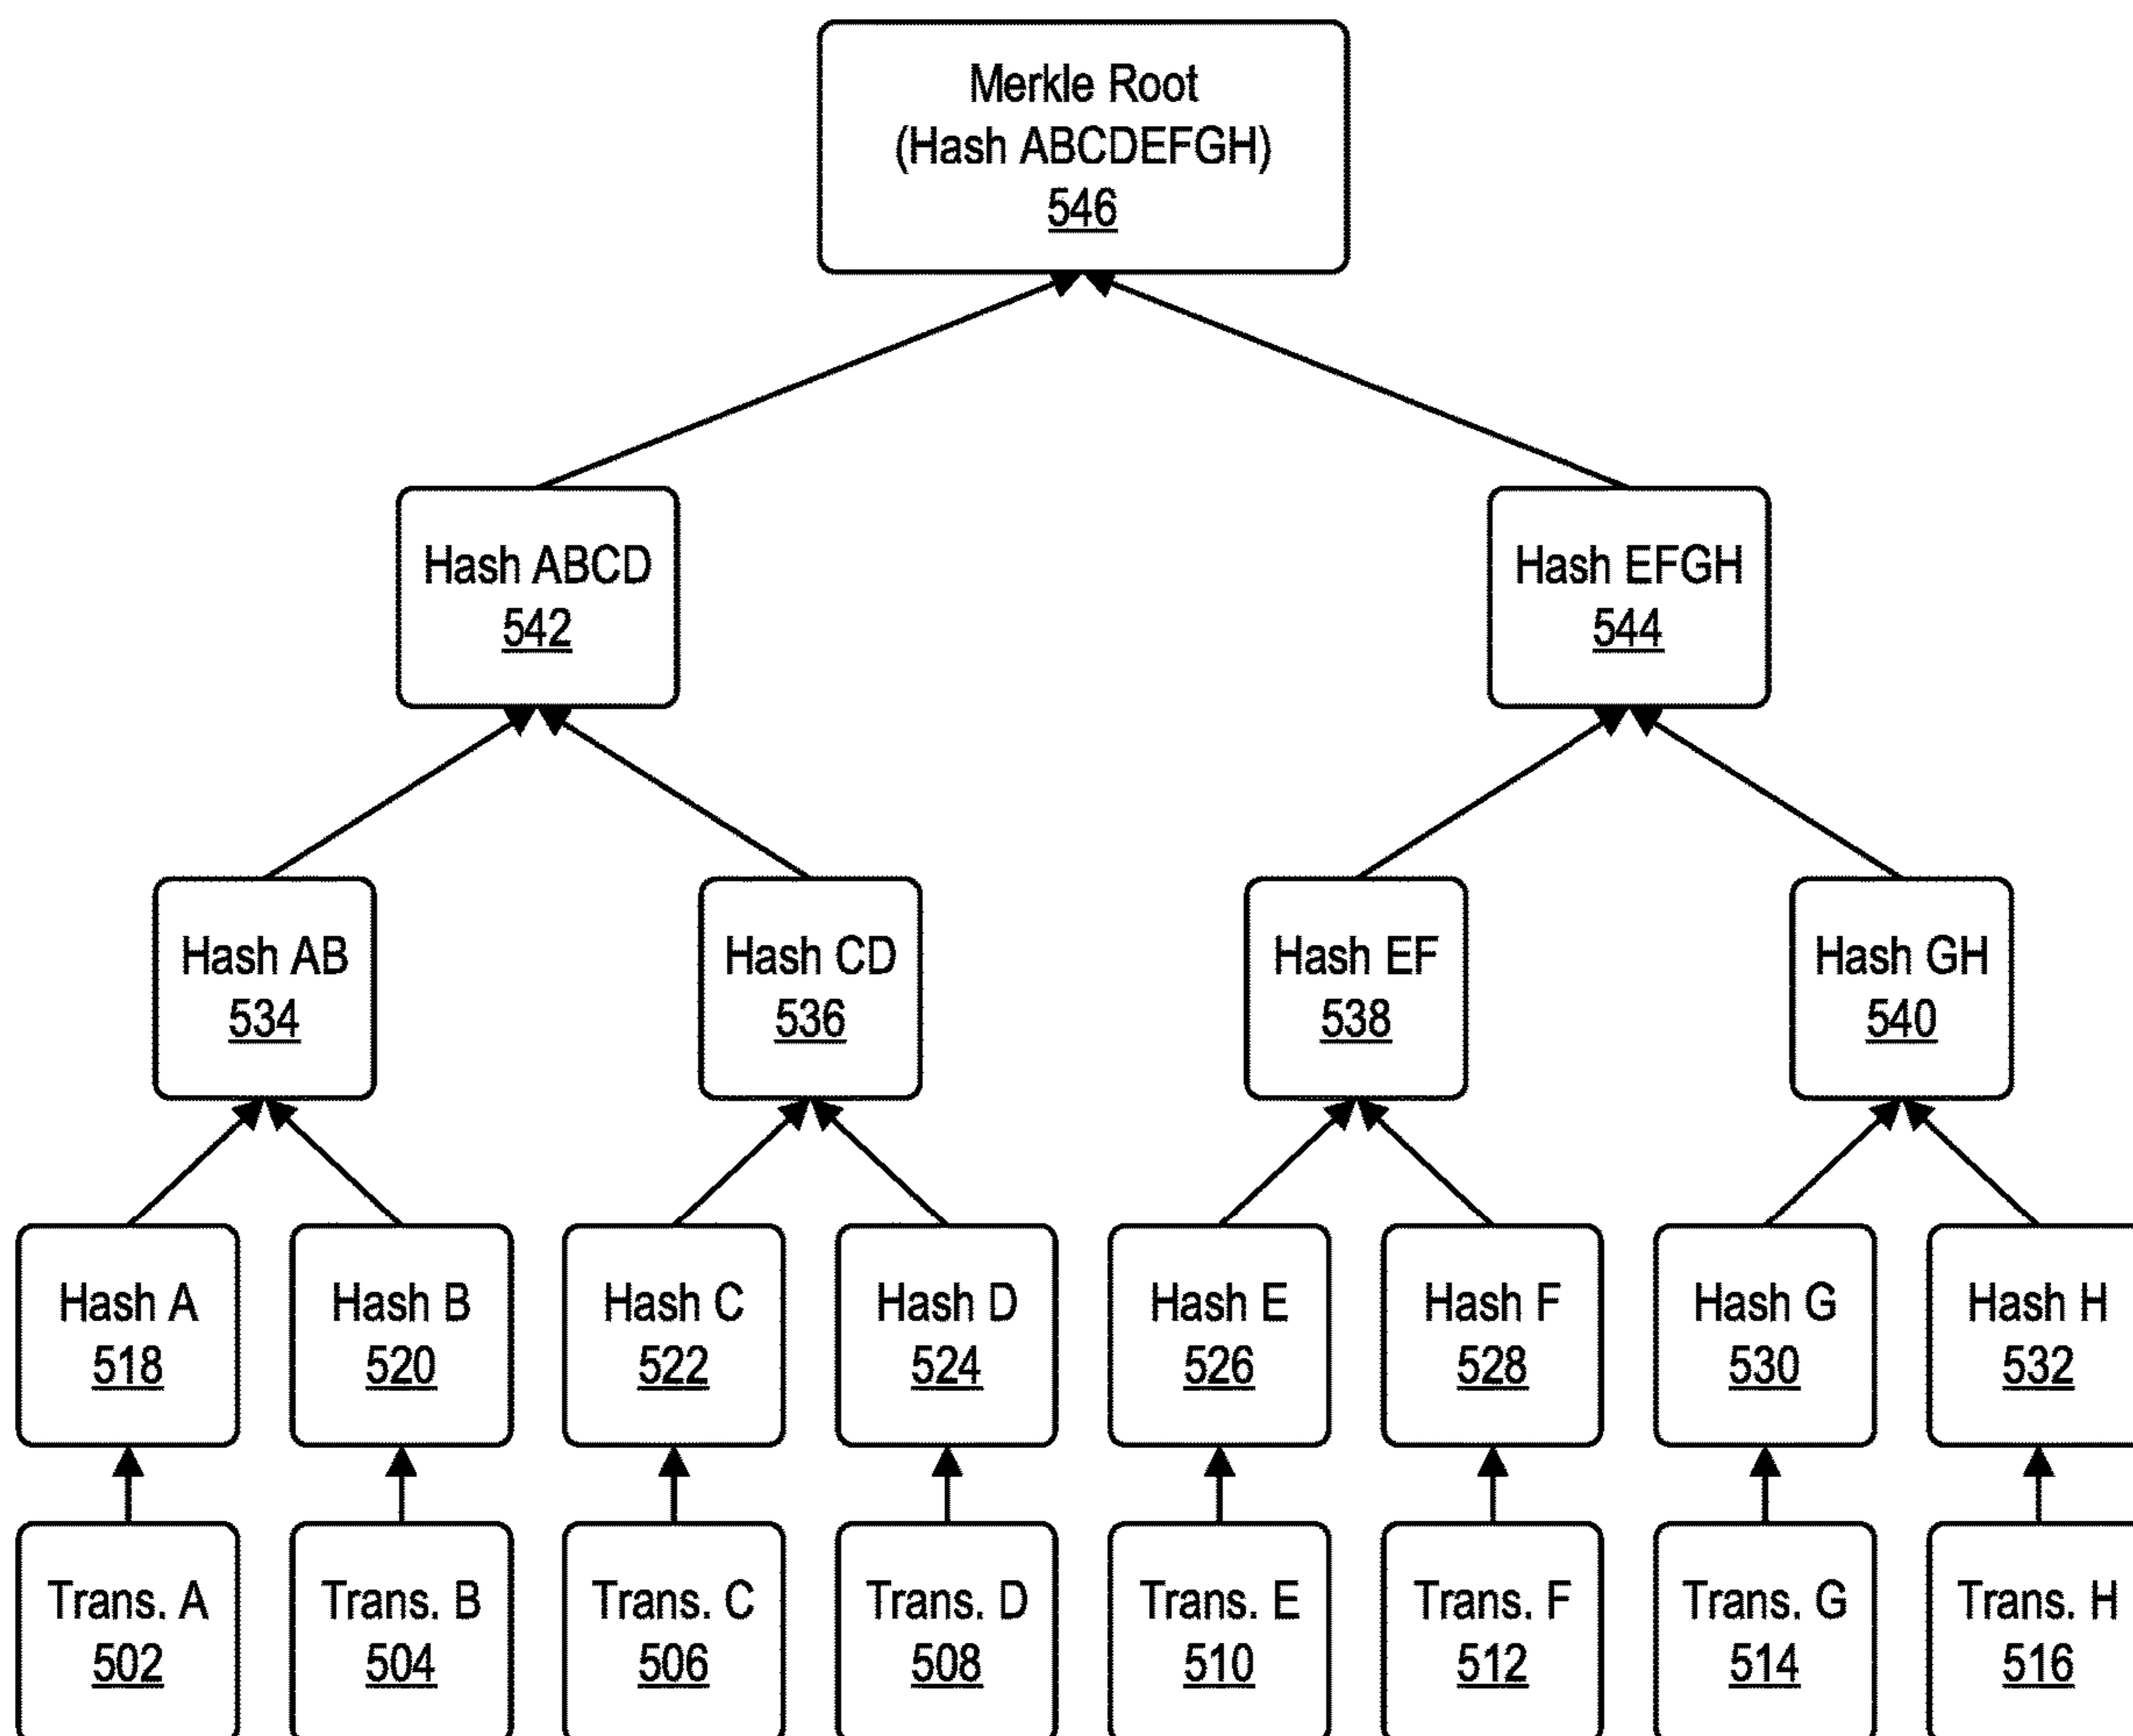 Merkle Root
(Hash ABCDEFGH)
546
Hash ABCD
542
Hash EFGH
544
Hash AB
534
Hash CD
536
Hash EF
538
Hash GH
540
Hash A
518
Hash B
520
Hash C
522
Hash D
524
Hash E
526
Hash F
528
Hash G
530
Hash H
532
Trans. A
502
Trans. B
504
Trans. C
506
Trans. D
508
Trans. E
510
Trans. F
512
Trans. G
514
Trans. H
516